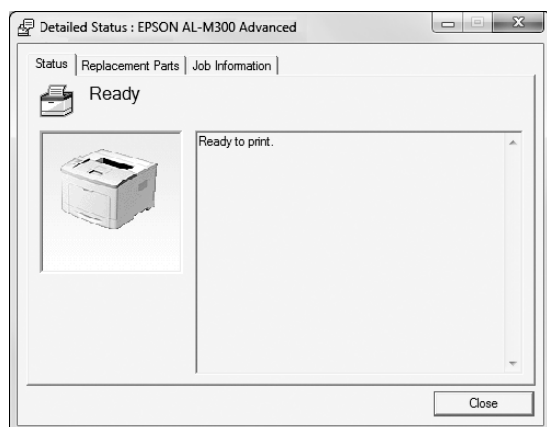 Detailed Status : EPSON AL-M300 Advanced
Status Replacement Parts Job Information
Ready
Ready to print.
Close